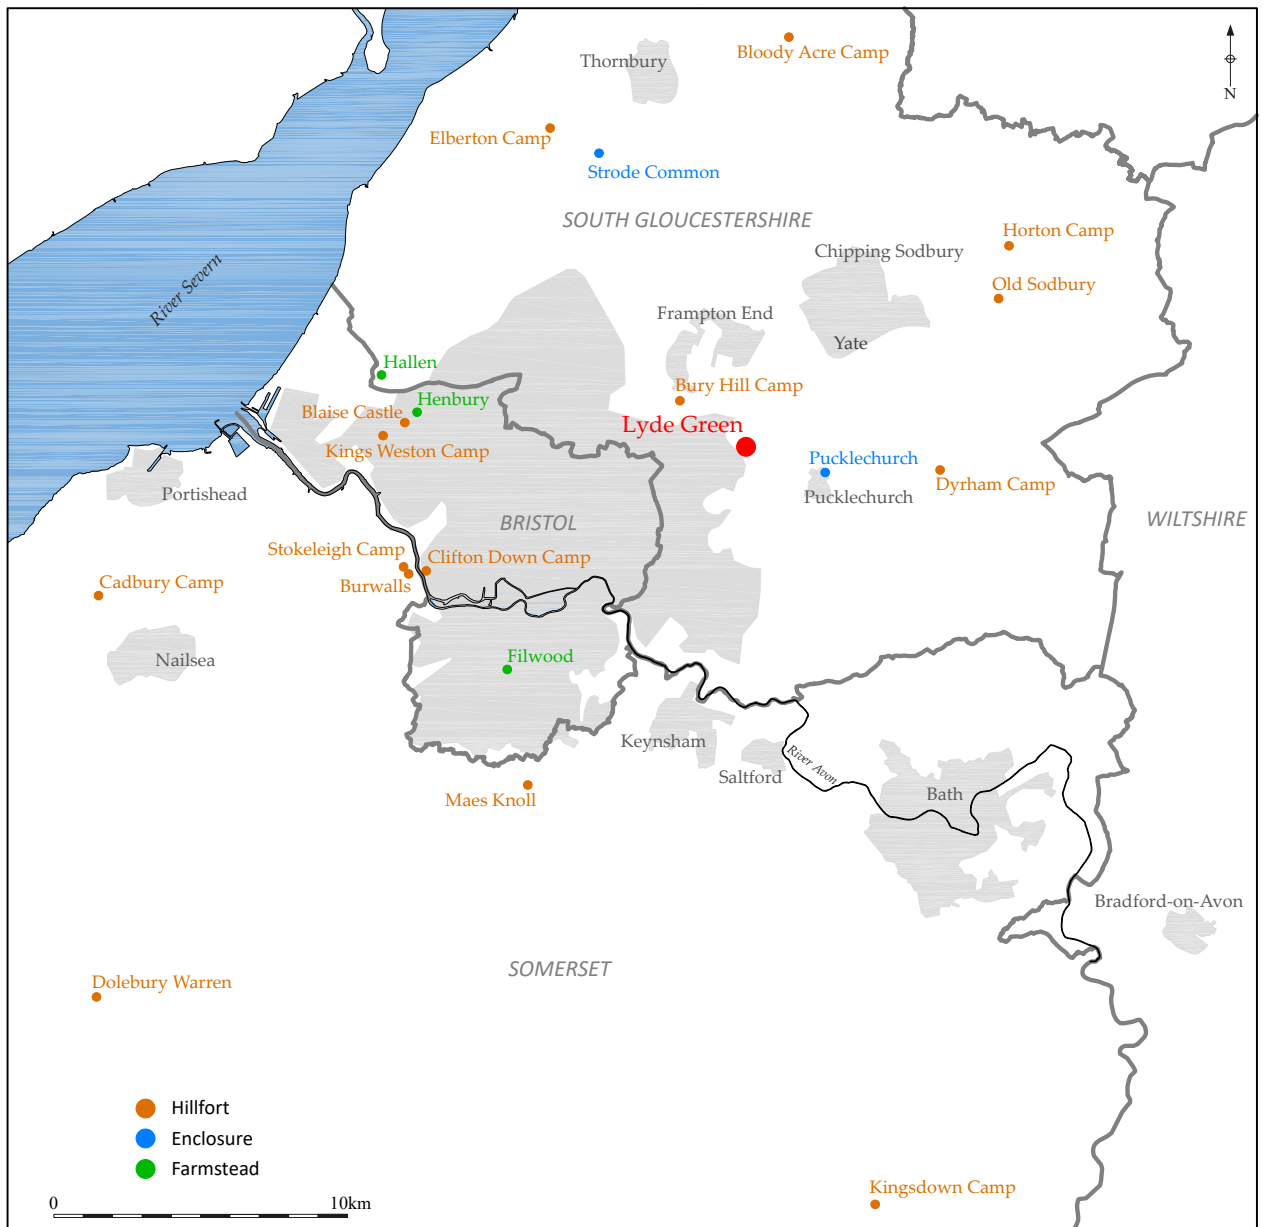 Bloody Acre Camp
Thornbury
N
Elberton Camp
Strode Common
SOUTH GLOUCESTERSHIRE
Horton Camp
Chipping Sodbury
River Severn
Old Sodbury
Frampton End
Yate
Hallen
Bury Hill Camp
Henbury
Blaise Castle
Lyde Green
Kings Weston Camp
Pucklechurch
Dyrham Camp
Portishead
Pucklechurch
BRISTOL
WILTSHIRE
Stokeleigh Camp
Clifton Down Camp
Cadbury Camp
Burwalls
Nailsea
Filwood
Keynsham
River Avon
Saltford
Bath
Maes Knoll
Bradford-on-Avon
SOMERSET
Dolebury Warren
Hillfort
Enclosure
Farmstead
Kingsdown Camp
0 10km